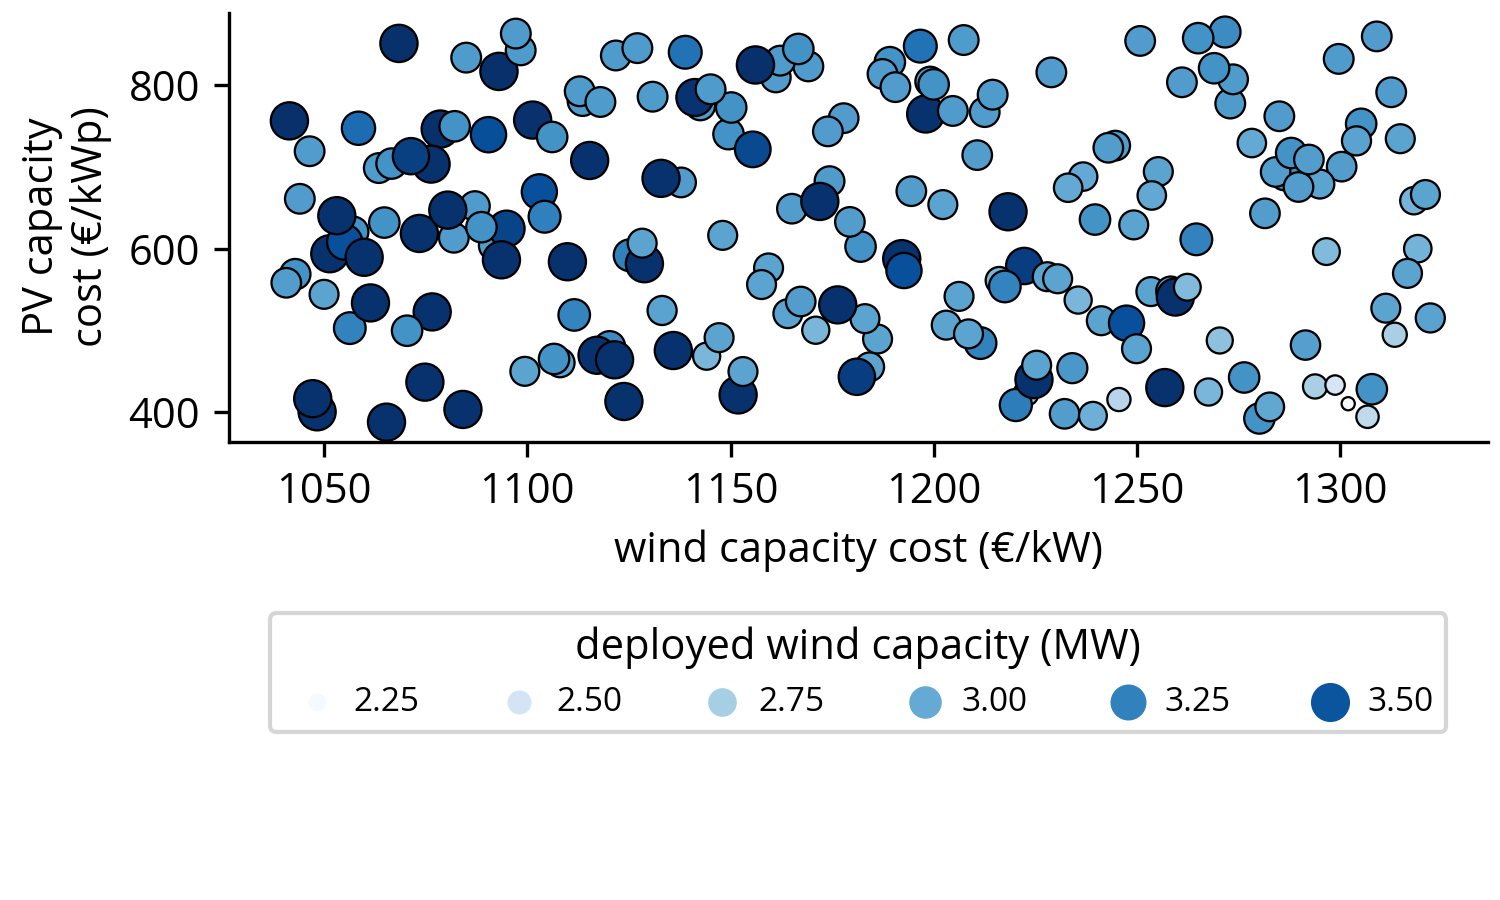 PV capacity
cost (€/kWp)
800
600
400
1050 1100 1150 1200 1250 1300
wind capacity cost (€/kW)
deployed wind capacity (MW)
2.25 2.50 2.75 3.00 3.25 3.50